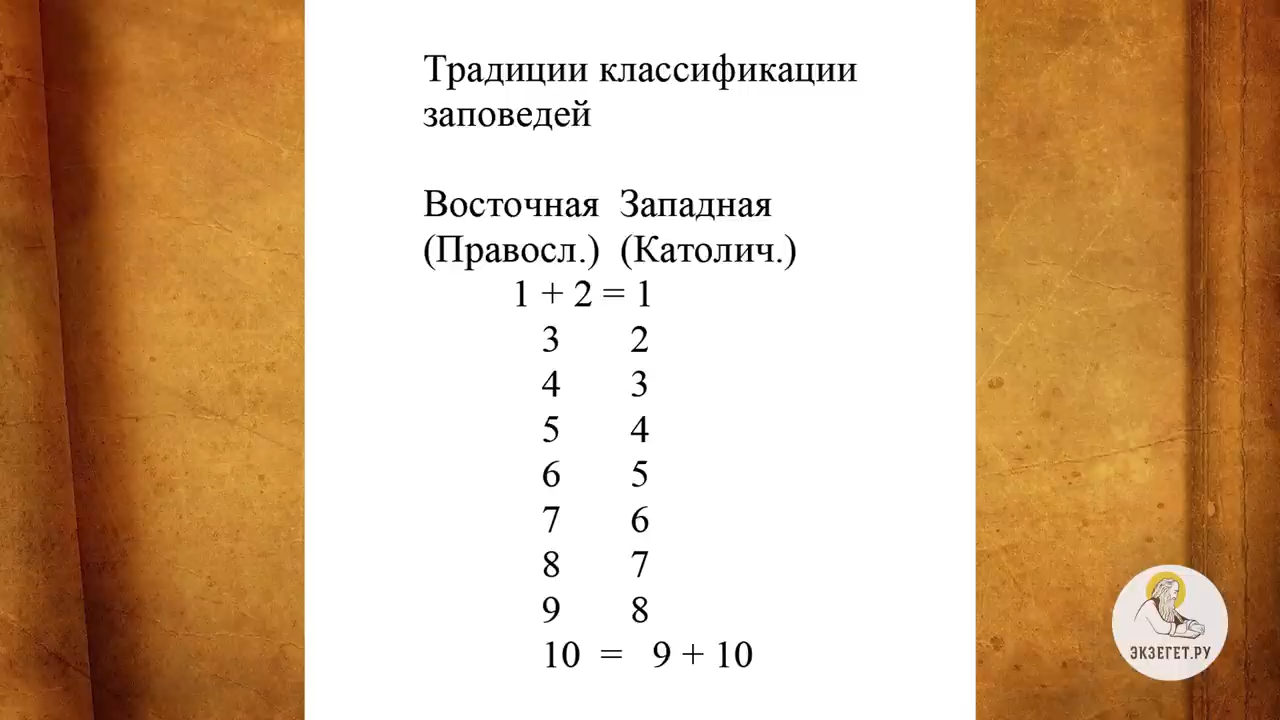 Традиции классификации
заповедей
Восточная Западная
(Правосл.) (Католич.)
1 + 2 = 1
3 2
4 3
5 4
6 5
7 6
8 7
9 8
10 = 9 + 10
ЭКЗЕГЕТ.РУ